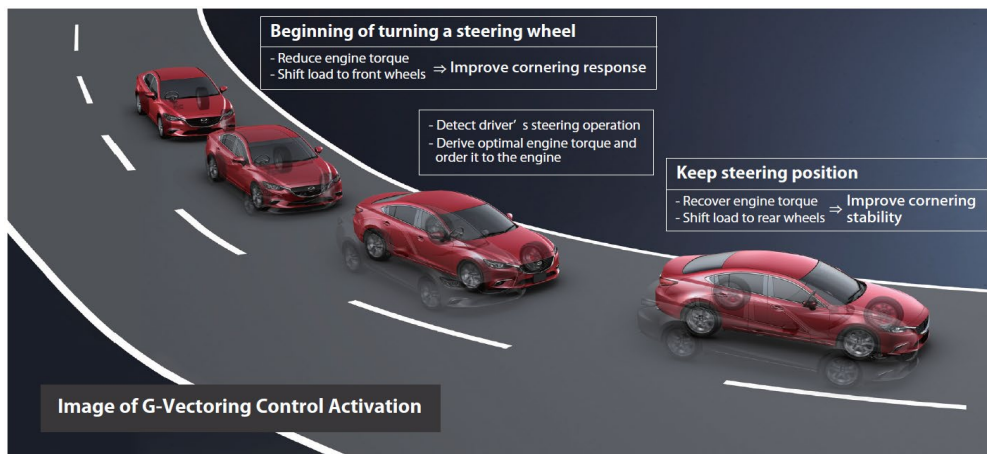 Beginning of turning a steering wheel
- Reduce engine torque
- Shift load to front wheels
⇒ Improve cornering response
- Detect driver’ s steering operation
- Derive optimal engine torque and
order it to the engine
Keep steering position
- Recover engine torque
- Shift load to rear wheels
⇒ Improve cornering
stability
Image of G-Vectoring Control Activation